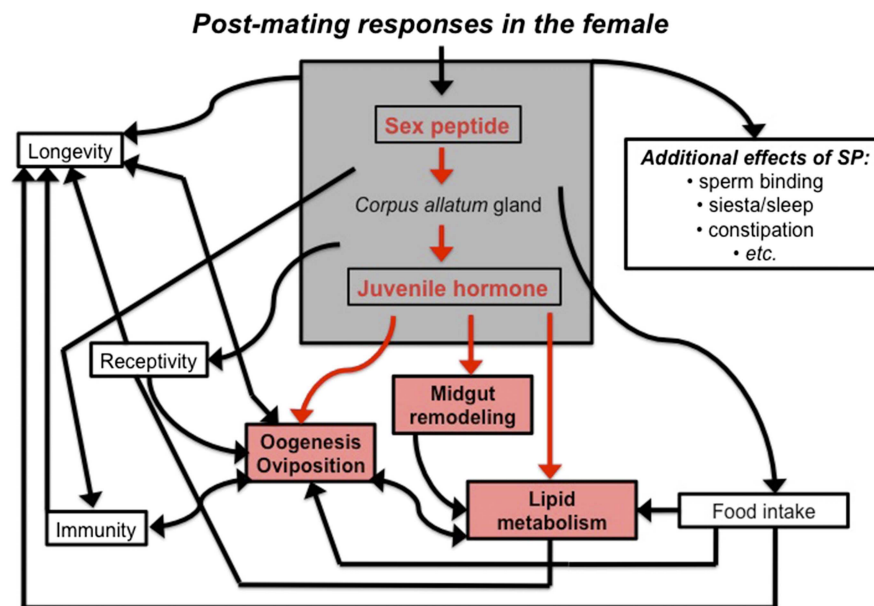 Post-mating responses in the female
Sex peptide
Corpus allatum gland
Juvenile hormone
Longevity
Additional effects of SP:
• sperm binding
• siesta/sleep
• constipation
• etc.
Receptivity
Midgut
remodeling
Oogenesis
Oviposition
Lipid
metabolism
Immunity
Food intake